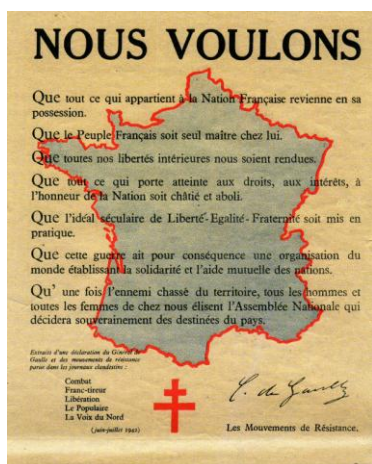 NOUS VOULONS
Que tout ce qui appartient à la Nation Française revienne en sa
possession.
Que le Peuple Français soit seul maître chez lui.
Que toutes nos libertés intérieures nous soient rendues.
Que tout ce qui porte atteinte aux droits, aux intérêts, à
l'honneur de la Nation soit châtié et aboli.
Que l'idéal séculaire de Liberté-Egalité-Fraternité soit mis en
pratique.
Que cette guerre ait pour conséquence une organisation du
monde établissant la solidarité et l'aide mutuelle des nations.
Qu' une fois l'ennemi chassé du territoire, tous les hommes et
toutes les femmes de chez nous élisent l'Assemblée Nationale qui
décidera souverainement des destinées du pays.
Extraits d'une déclaration du Général de
Gaulle et des mouvements de résistance
parue dans les journaux clandestins :
Combat
Franc-tireur
Libération
Le Populaire
La Voix du Nord
(juin-juillet 1942)
C. de Gaulle
Les Mouvements de Résistance.